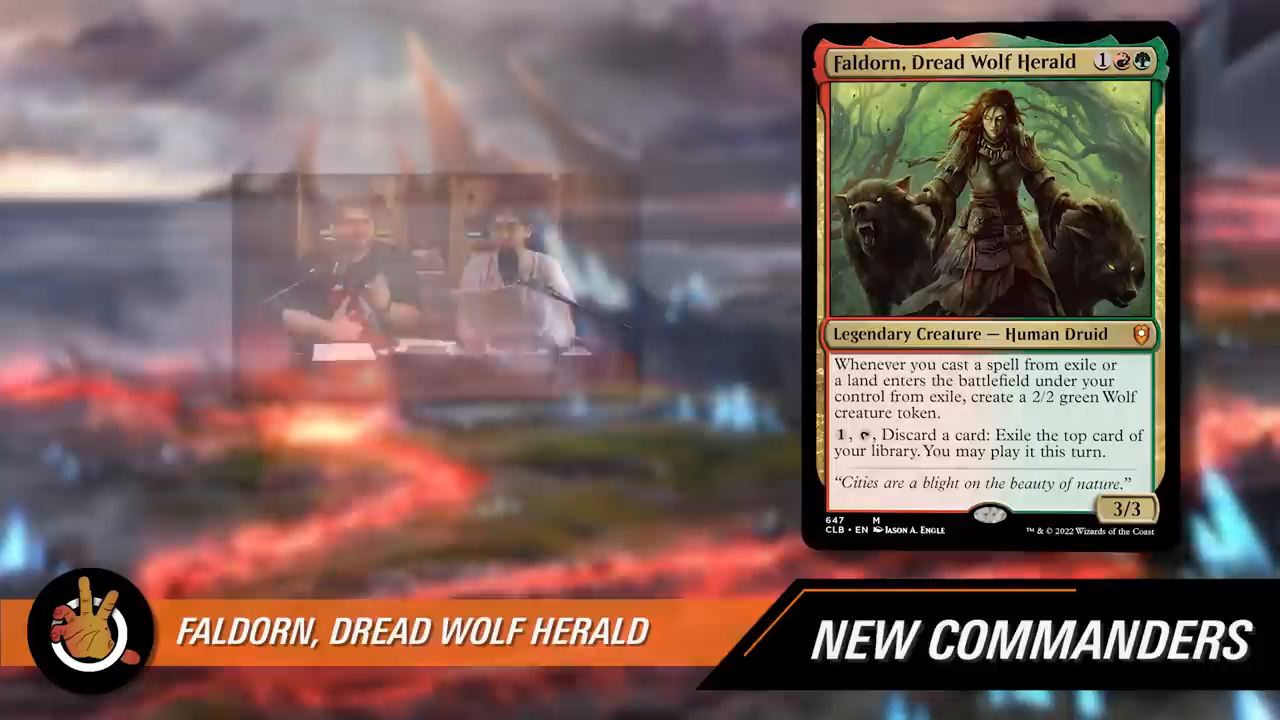 Faldorn, Dread Wolf Herald 1
Legendary Creature — Human Druid
Whenever you cast a spell from exile or
a land enters the battlefield under your
control from exile, create a 2/2 green Wolf
creature token.
1, , Discard a card: Exile the top card of
your library. You may play it this turn.
“Cities are a blight on the beauty of nature.”
3/3
647 M
CLB • EN JASON A. ENGLE
™ & © 2022 Wizards of the Coast
FALDORN, DREAD WOLF HERALD
NEW COMMANDERS